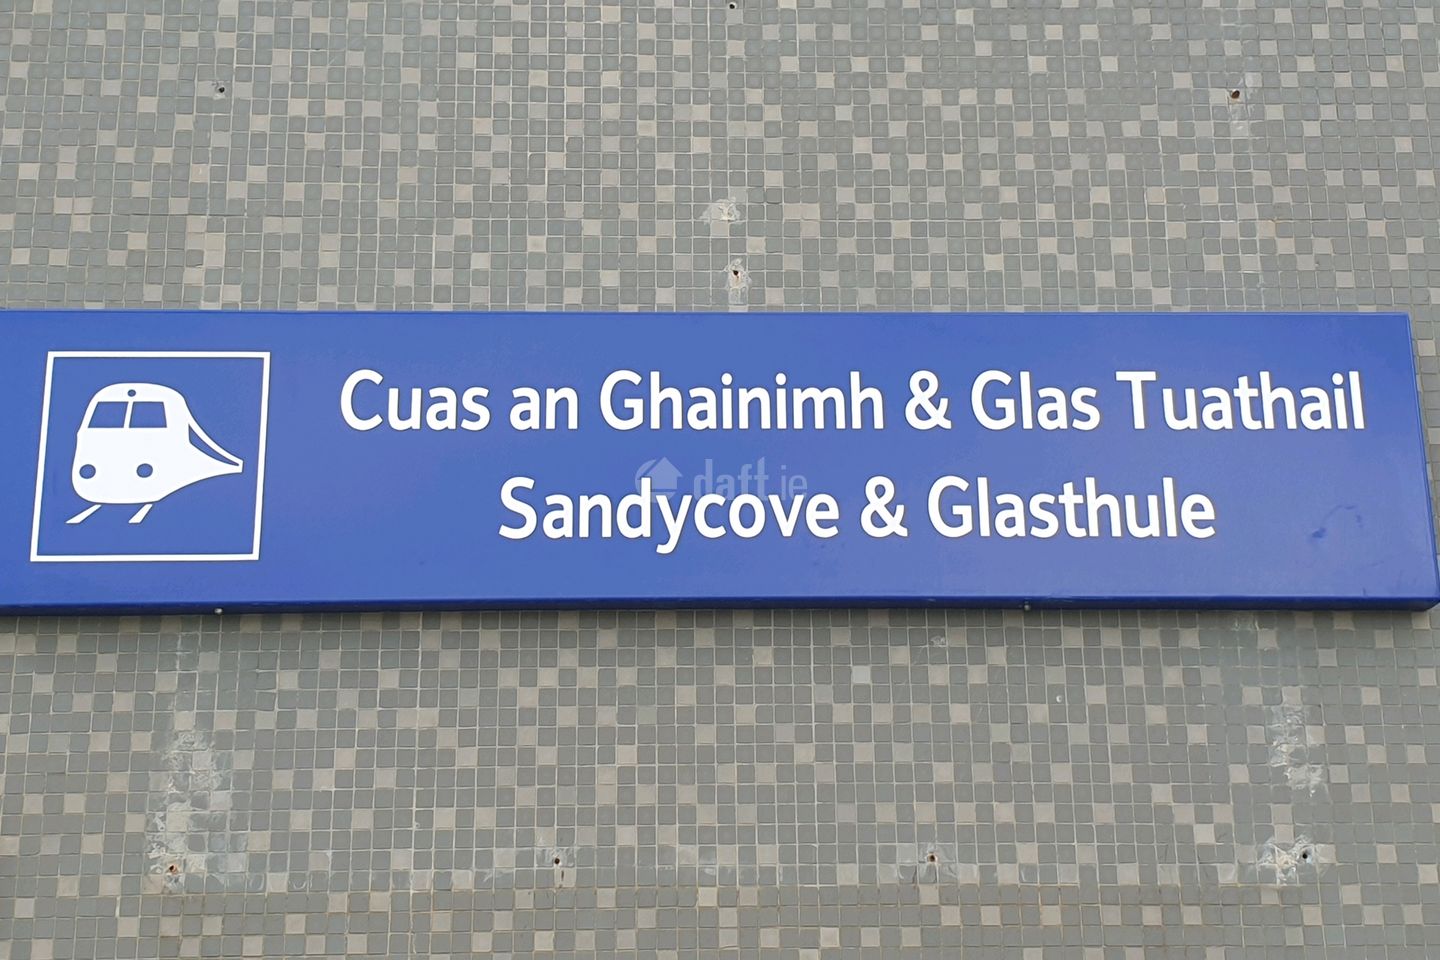 Cuas an Ghainimh & Glas Tuathail
daft.ie
Sandycove & Glasthule